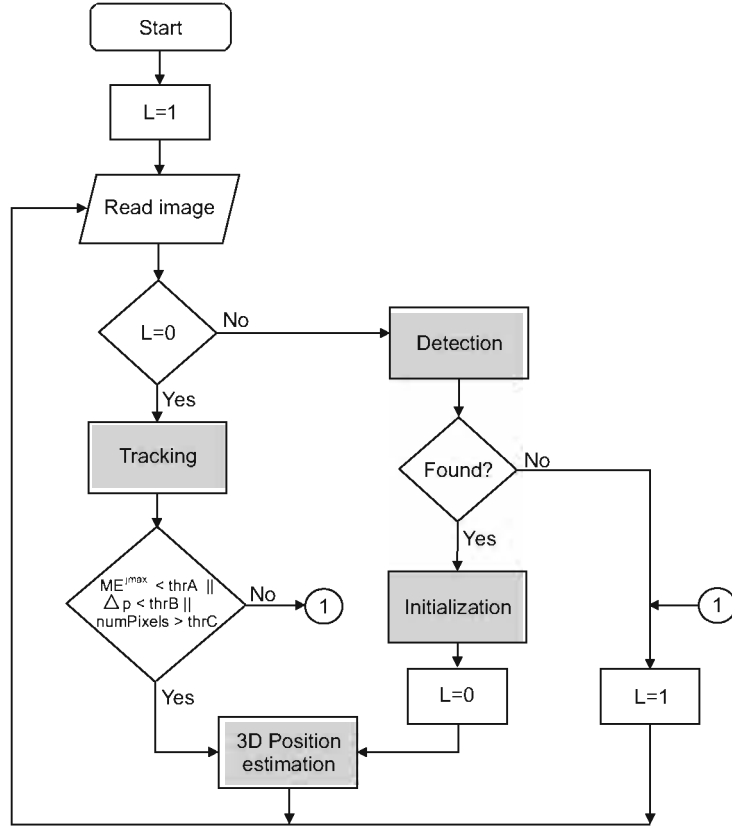 Start
L=1
Read image
L=0
No
Yes
Detection
Tracking
Found?
No
Yes
ME^jmax < thrA ||
Δp < thrB ||
numPixels > thrC
No
1
Yes
Initialization
1
L=0
L=1
3D Position
estimation